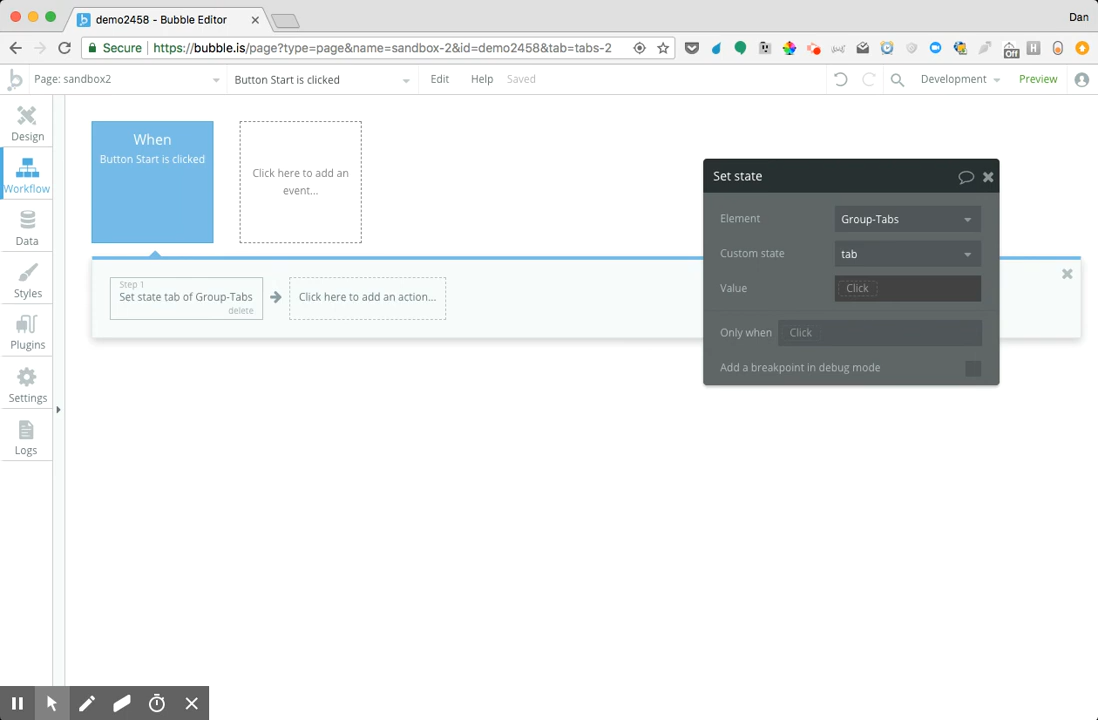 demo2458 - Bubble Editor
Dan
Secure https://bubble.is/page?type=page&name=sandbox-2&id=demo2458&tab=tabs-2
Off
H
Page: sandbox2
Button Start is clicked
Edit
Help
Saved
Development
Preview
Design
Workflow
Data
Styles
Plugins
Settings
Logs
When
Button Start is clicked
Click here to add an
event...
Step 1
Set state tab of Group-Tabs
delete
Click here to add an action...
Set state
Element
Group-Tabs
Custom state
tab
Value
Click
Only when
Click
Add a breakpoint in debug mode